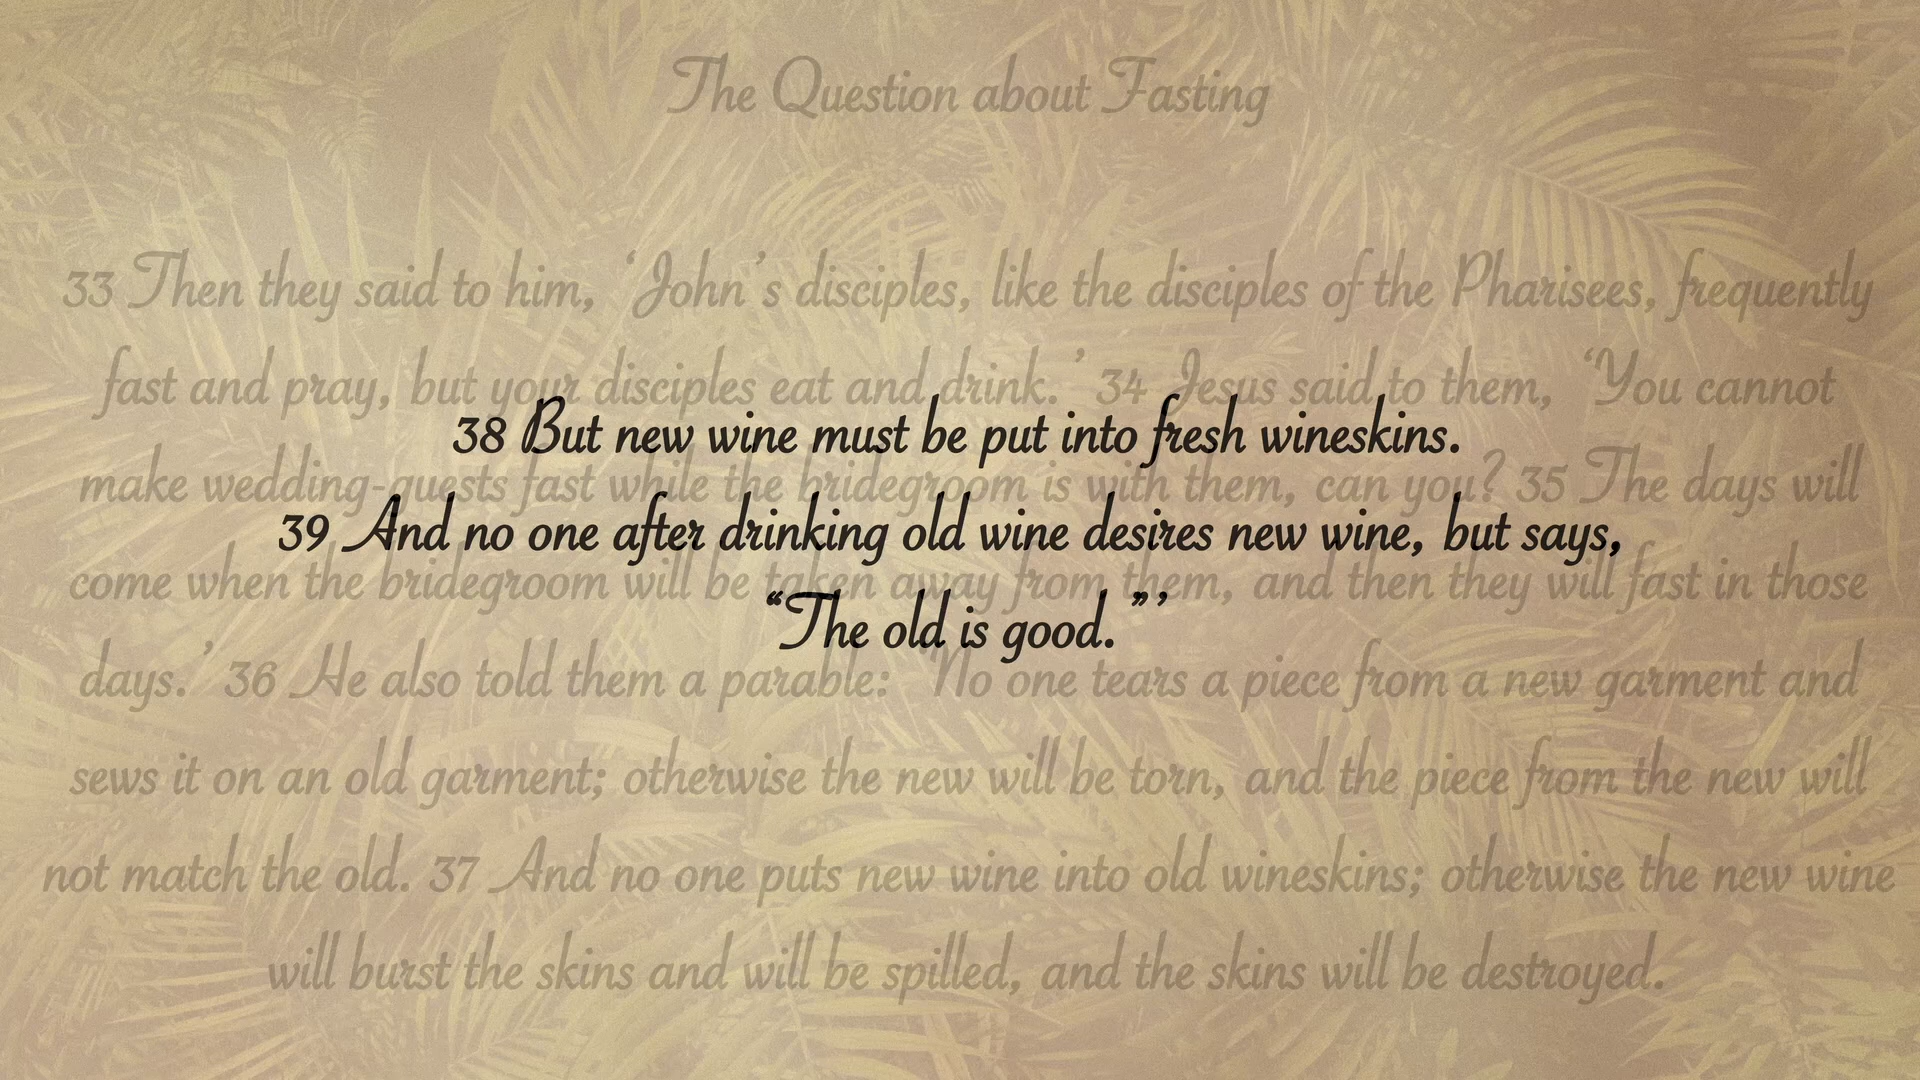 The Question about Fasting
33 Then they said to him, ‘John’s disciples, like the disciples of the Pharisees, frequently
fast and pray, but your disciples eat and drink.’ 34 Jesus said to them, ‘You cannot
make wedding-guests fast while the bridegroom is with them, can you? 35 The days will
come when the bridegroom will be taken away from them, and then they will fast in those
days.’ 36 He also told them a parable: ‘No one tears a piece from a new garment and
sews it on an old garment; otherwise the new will be torn, and the piece from the new will
not match the old. 37 And no one puts new wine into old wineskins; otherwise the new wine
will burst the skins and will be spilled, and the skins will be destroyed.
38 But new wine must be put into fresh wineskins.
39 And no one after drinking old wine desires new wine, but says,
“The old is good.”’